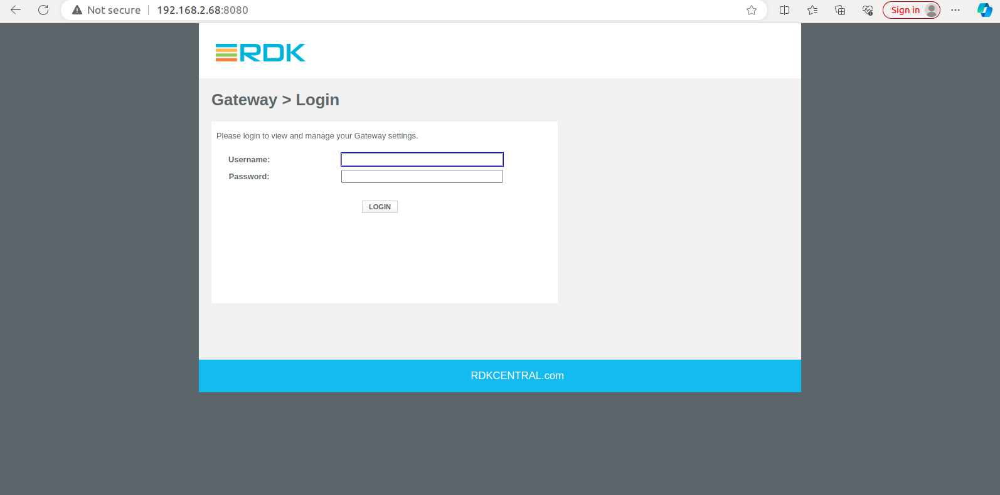 Not secure 192.168.2.68:8080 Sign in
RDK
Gateway > Login
Please login to view and manage your Gateway settings.
Username:
Password:
LOGIN
RDKCENTRAL.com